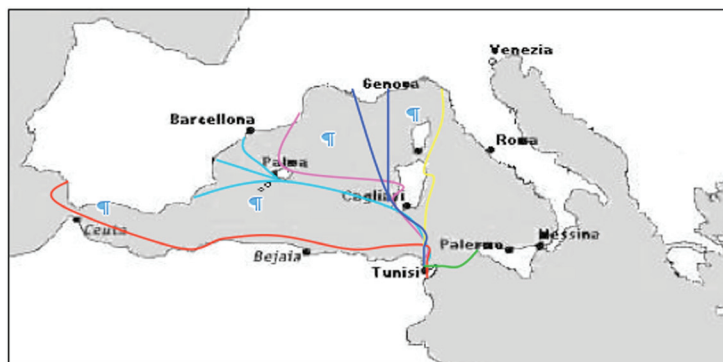 Venezia
Genova
¶
¶
Barcellona
Roma
Palma
Cagliari
¶
¶
Ceuta
Messina
Palermo
Bejaia
Tunisi